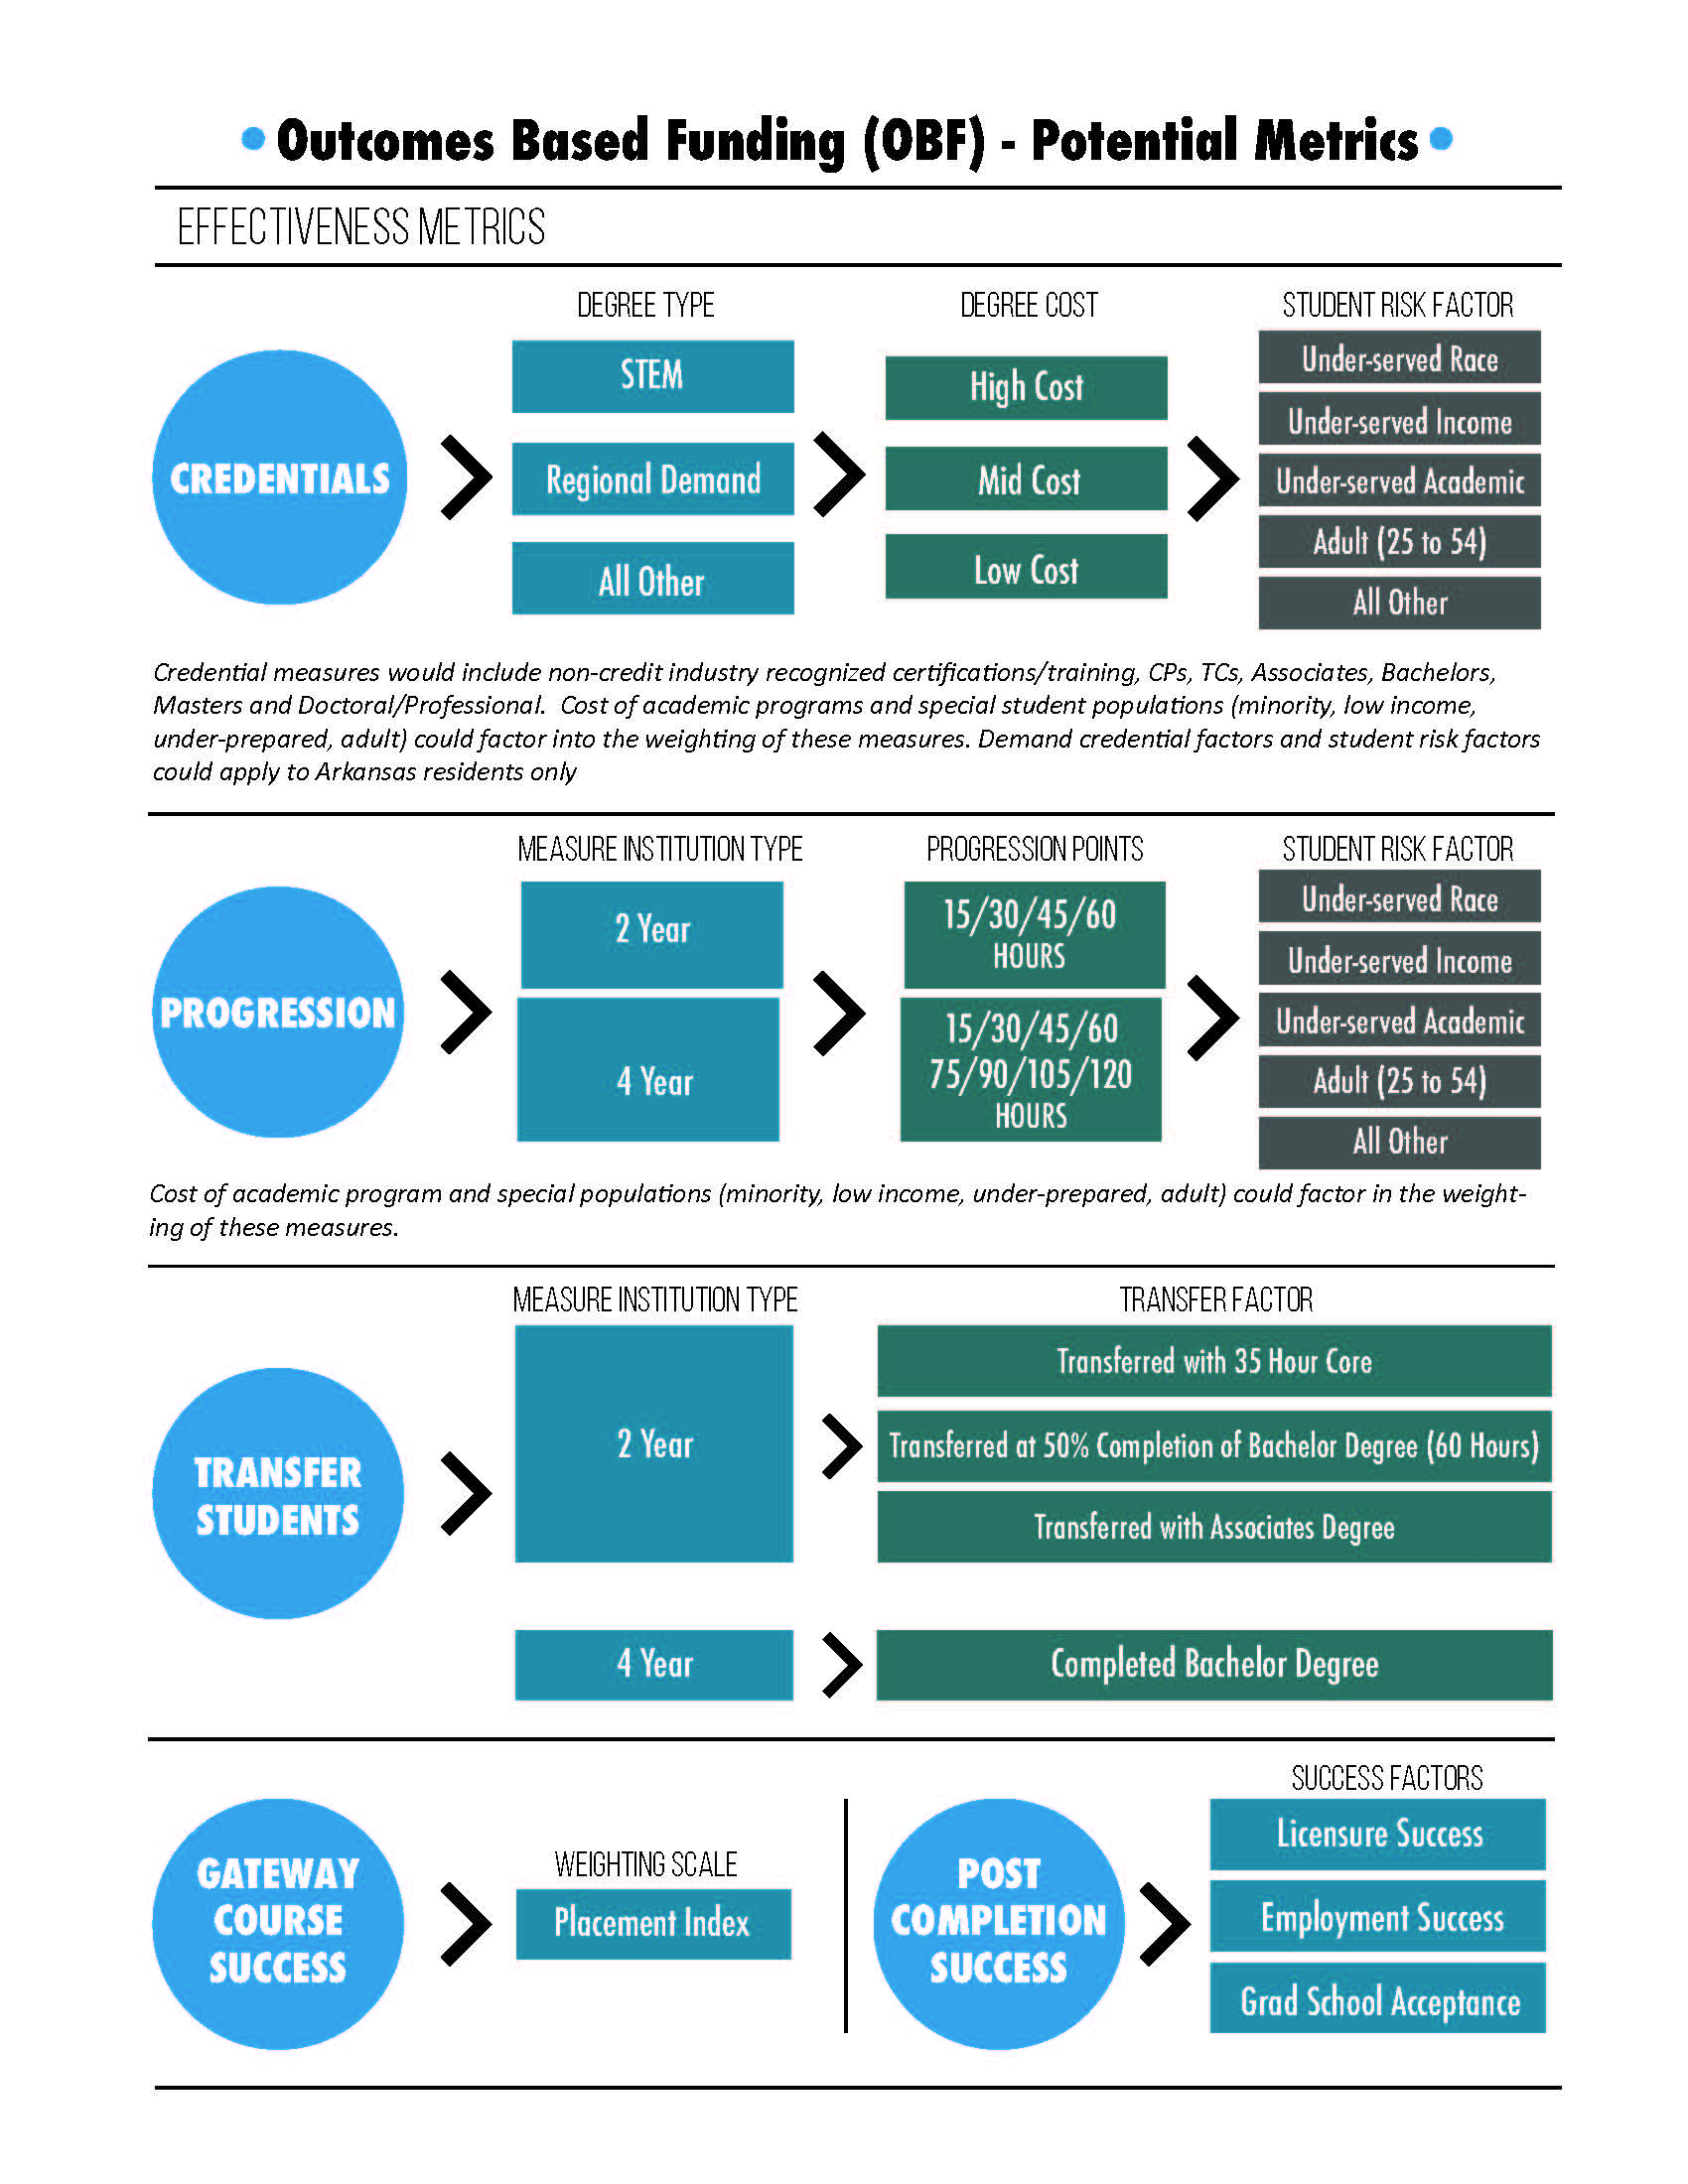 Outcomes Based Funding (OBF) - Potential Metrics
EFFECTIVENESS METRICS
DEGREE TYPE
DEGREE COST
STUDENT RISK FACTOR
CREDENTIALS
STEM
Regional Demand
All Other
High Cost
Mid Cost
Low Cost
Under-served Race
Under-served Income
Under-served Academic
Adult (25 to 54)
All Other
Credential measures would include non-credit industry recognized certifications/training, CPs, TCs, Associates, Bachelors,
Masters and Doctoral/Professional.  Cost of academic programs and special student populations (minority, low income,
under-prepared, adult) could factor into the weighting of these measures. Demand credential factors and student risk factors
could apply to Arkansas residents only
MEASURE INSTITUTION TYPE
PROGRESSION POINTS
STUDENT RISK FACTOR
PROGRESSION
2 Year
4 Year
15/30/45/60
HOURS
15/30/45/60
75/90/105/120
HOURS
Under-served Race
Under-served Income
Under-served Academic
Adult (25 to 54)
All Other
Cost of academic program and special populations (minority, low income, under-prepared, adult) could factor in the weight-
ing of these measures.
MEASURE INSTITUTION TYPE
TRANSFER FACTOR
TRANSFER
STUDENTS
2 Year
Transferred with 35 Hour Core
Transferred at 50% Completion of Bachelor Degree (60 Hours)
Transferred with Associates Degree
4 Year
Completed Bachelor Degree
GATEWAY
COURSE
SUCCESS
WEIGHTING SCALE
Placement Index
POST
COMPLETION
SUCCESS
SUCCESS FACTORS
Licensure Success
Employment Success
Grad School Acceptance